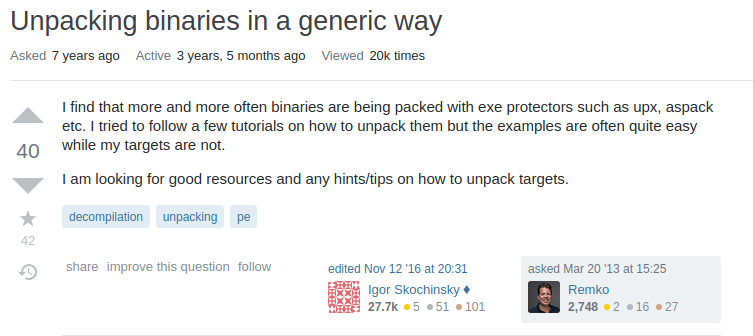 Unpacking binaries in a generic way
Asked 7 years ago Active 3 years, 5 months ago Viewed 20k times
I find that more and more often binaries are being packed with exe protectors such as upx, aspack
40
etc. I tried to follow a few tutorials on how to unpack them but the examples are often quite easy
while my targets are not.
I am looking for good resources and any hints/tips on how to unpack targets.
42
decompilation unpacking pe
share improve this question follow
edited Nov 12 '16 at 20:31
Igor Skochinsky ♦
27.7k 5 51 101
asked Mar 20 '13 at 15:25
Remko
2,748 2 16 27